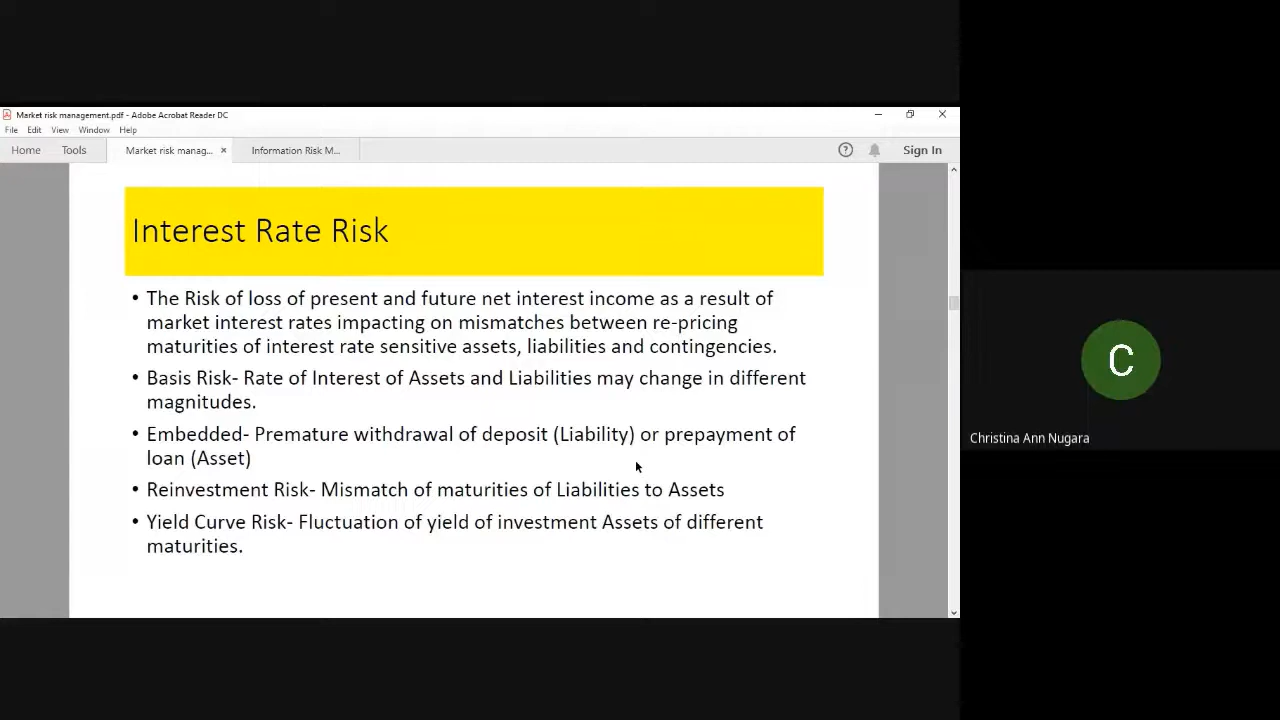 Market risk management.pdf - Adobe Acrobat Reader DC
File Edit View Window Help
Home Tools Market risk manag... × Information Risk M... ? Sign In
Interest Rate Risk
• The Risk of loss of present and future net interest income as a result of
market interest rates impacting on mismatches between re-pricing
maturities of interest rate sensitive assets, liabilities and contingencies.
• Basis Risk- Rate of Interest of Assets and Liabilities may change in different
magnitudes.
• Embedded- Premature withdrawal of deposit (Liability) or prepayment of
loan (Asset)
• Reinvestment Risk- Mismatch of maturities of Liabilities to Assets
• Yield Curve Risk- Fluctuation of yield of investment Assets of different
maturities.
C
Christina Ann Nugara